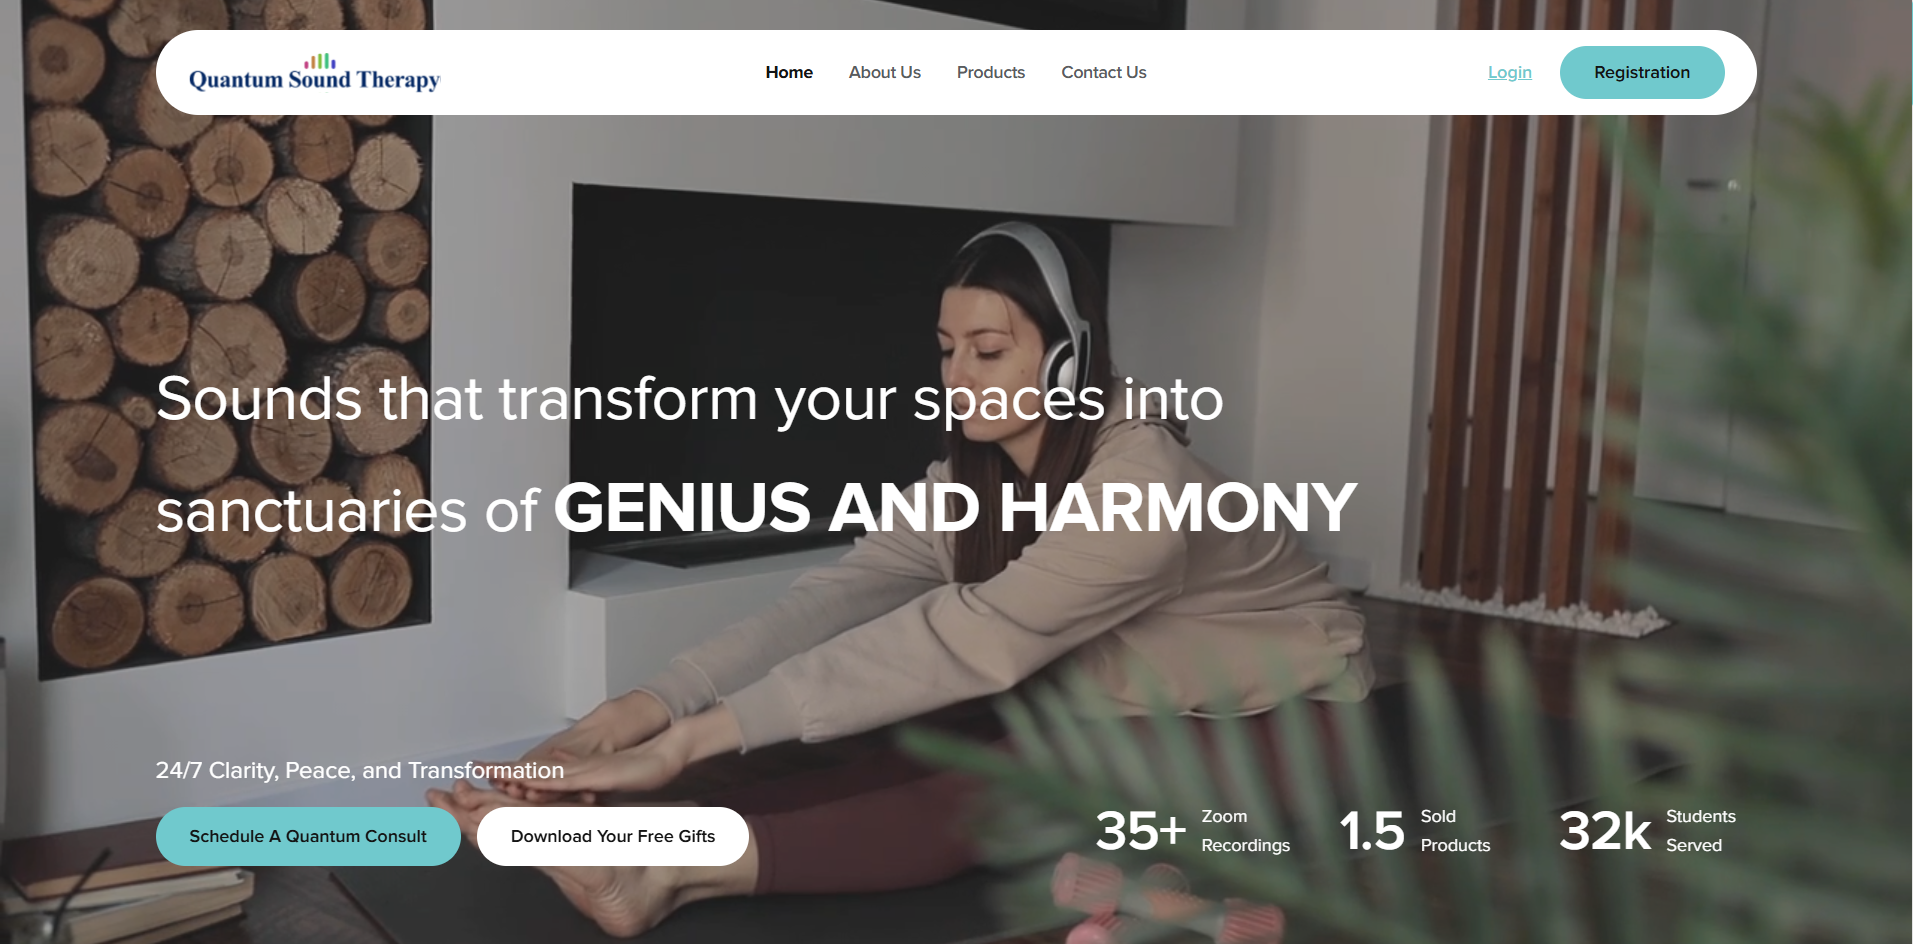 Quantum Sound Therapy
Home
About Us
Products
Contact Us
Login
Registration
Sounds that transform your spaces into
sanctuaries of GENIUS AND HARMONY
24/7 Clarity, Peace, and Transformation
Schedule A Quantum Consult
Download Your Free Gifts
35+
Zoom
Recordings
1.5
Sold
Products
32k
Students
Served